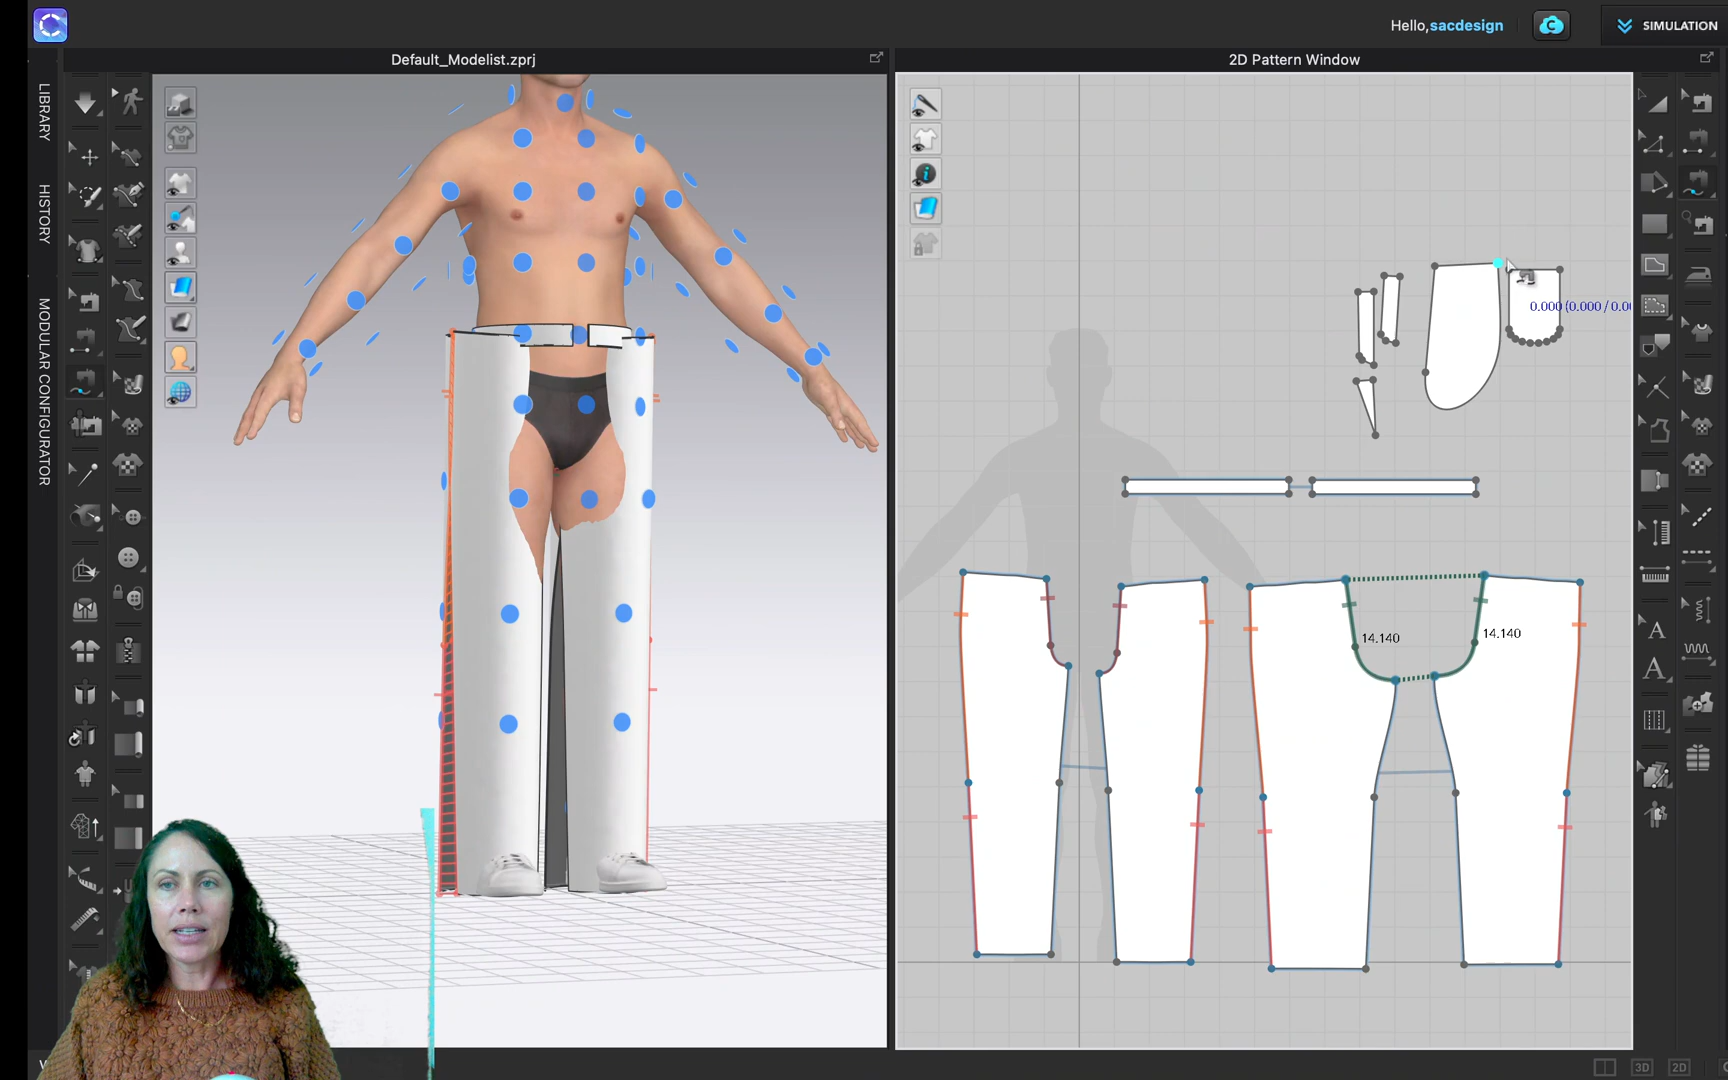 Hello,sacdesign
SIMULATION
Default_Modelist.zprj
2D Pattern Window
LIBRARY
HISTORY
MODULAR CONFIGURATOR
0.000 (0.000 / 0.0
14.140
14.140
A
A
3D
2D